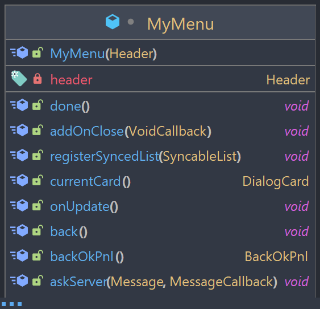 MyMenu
MyMenu(Header)
header Header
done() void
addOnClose(VoidCallback) void
registerSyncedList(SyncableList) void
currentCard() DialogCard
onUpdate() void
back() void
backOkPnl() BackOkPnl
askServer(Message, MessageCallback) void